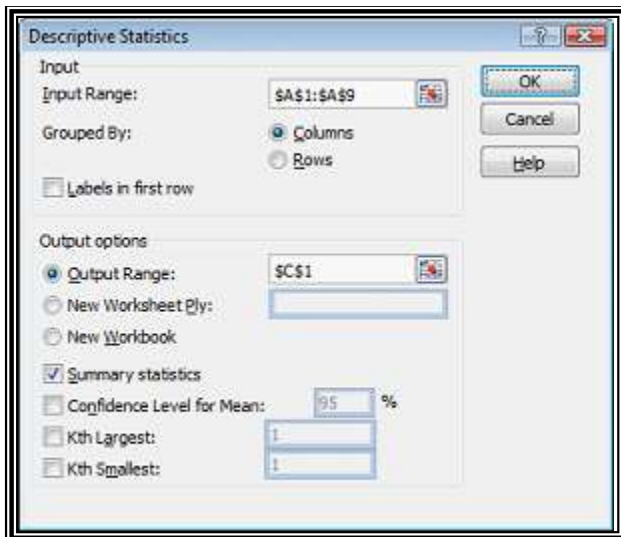 Descriptive Statistics
Input
Input Range: $A$1:$A$9
OK
Grouped By: Columns
Cancel
Rows
Help
Labels in first row
Output options
Output Range: $C$1
New Worksheet Ply:
New Workbook
Summary statistics
Confidence Level for Mean: 95 %
Kth Largest: 1
Kth Smallest: 1